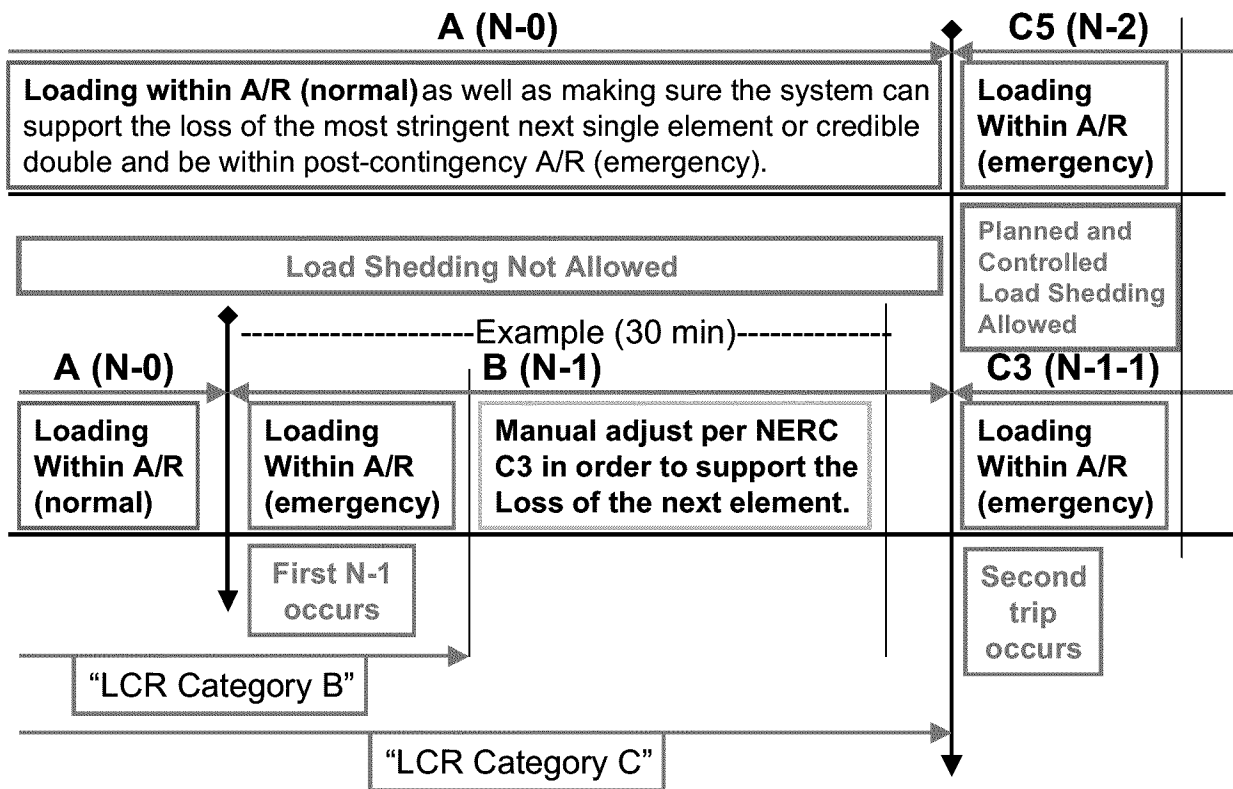 A (N-0)
C5 (N-2)
Loading within A/R (normal) as well as making sure the system can
support the loss of the most stringent next single element or credible
double and be within post-contingency A/R (emergency).
Loading
Within A/R
(emergency)
Load Shedding Not Allowed
Planned and
Controlled
Load Shedding
Allowed
--------------------Example (30 min)-------------
A (N-0)
B (N-1)
C3 (N-1-1)
Loading
Within A/R
(normal)
Loading
Within A/R
(emergency)
Manual adjust per NERC
C3 in order to support the
Loss of the next element.
Loading
Within A/R
(emergency)
First N-1
occurs
Second
trip
occurs
“LCR Category B”
“LCR Category C”